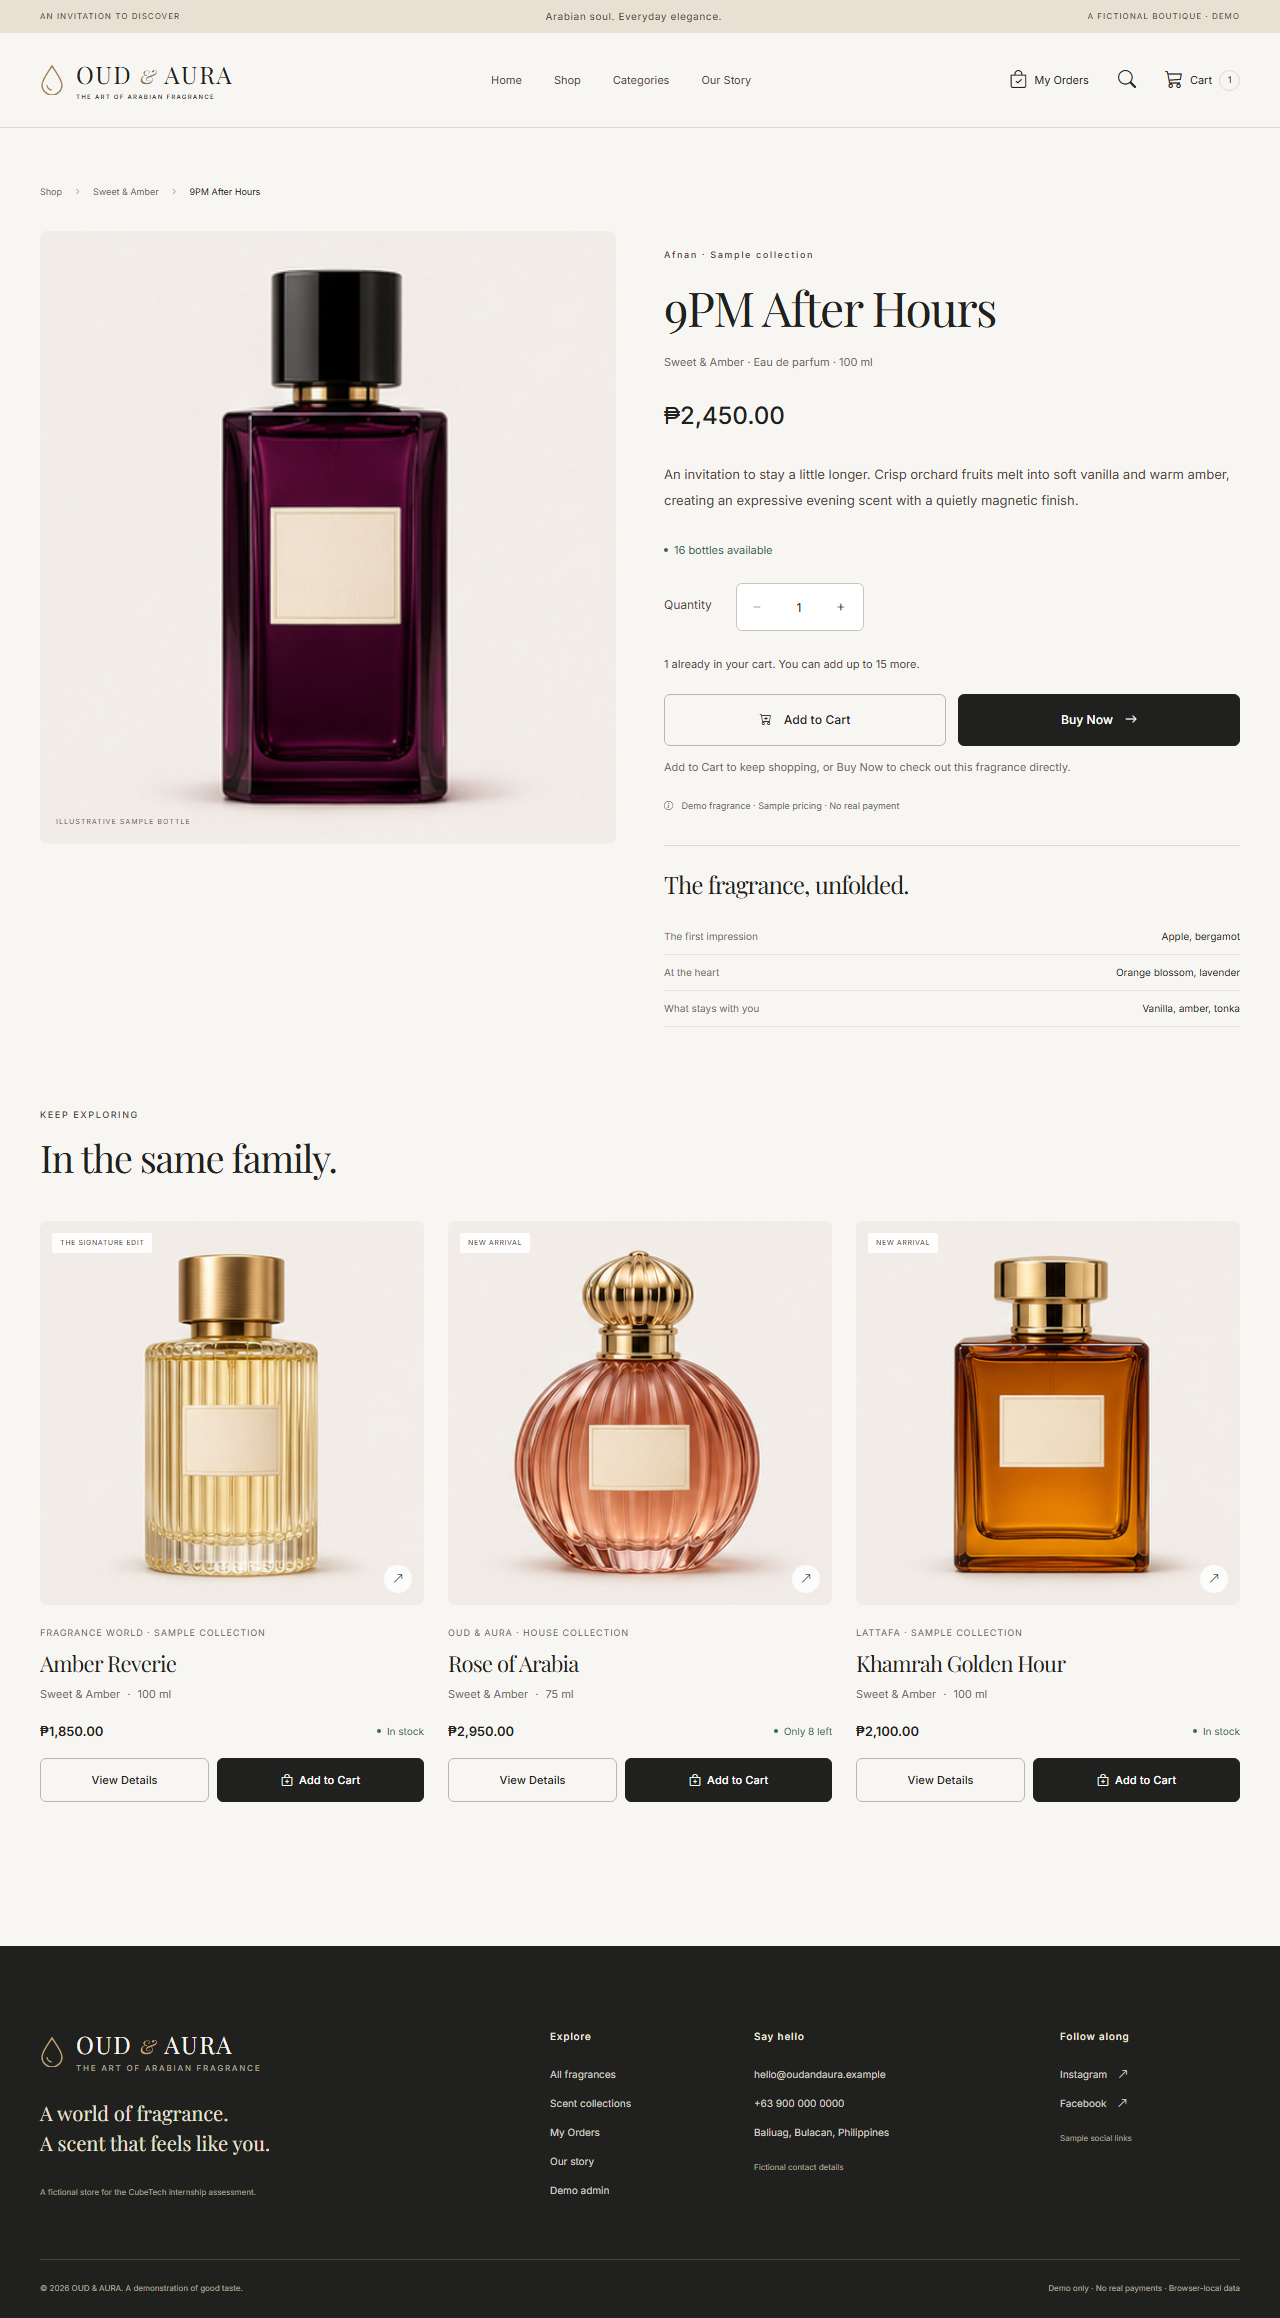 AN INVITATION TO DISCOVER
Arabian soul. Everyday elegance.
A FICTIONAL BOUTIQUE · DEMO
OUD & AURA
THE ART OF ARABIAN FRAGRANCE
Home
Shop
Categories
Our Story
My Orders
Cart 1
Shop > Sweet & Amber > 9PM After Hours
ILLUSTRATIVE SAMPLE BOTTLE
Afnan · Sample collection
9PM After Hours
Sweet & Amber · Eau de parfum · 100 ml
₱2,450.00
An invitation to stay a little longer. Crisp orchard fruits melt into soft vanilla and warm amber,
creating an expressive evening scent with a quietly magnetic finish.
16 bottles available
Quantity − 1 +
1 already in your cart. You can add up to 15 more.
Add to Cart
Buy Now →
Add to Cart to keep shopping, or Buy Now to check out this fragrance directly.
Demo fragrance · Sample pricing · No real payment
The fragrance, unfolded.
The first impression Apple, bergamot
At the heart Orange blossom, lavender
What stays with you Vanilla, amber, tonka
KEEP EXPLORING
In the same family.
THE SIGNATURE EDIT
FRAGRANCE WORLD · SAMPLE COLLECTION
Amber Reverie
Sweet & Amber · 100 ml
₱1,850.00 In stock
View Details
Add to Cart
NEW ARRIVAL
OUD & AURA · HOUSE COLLECTION
Rose of Arabia
Sweet & Amber · 75 ml
₱2,950.00 Only 8 left
View Details
Add to Cart
NEW ARRIVAL
LATTAFA · SAMPLE COLLECTION
Khamrah Golden Hour
Sweet & Amber · 100 ml
₱2,100.00 In stock
View Details
Add to Cart
OUD & AURA
THE ART OF ARABIAN FRAGRANCE
A world of fragrance.
A scent that feels like you.
A fictional store for the CubeTech internship assessment.
Explore
All fragrances
Scent collections
My Orders
Our story
Demo admin
Say hello
hello@oudandaura.example
+63 900 000 0000
Baliuag, Bulacan, Philippines
Fictional contact details
Follow along
Instagram ↗
Facebook ↗
Sample social links
© 2026 OUD & AURA. A demonstration of good taste.
Demo only · No real payments · Browser-local data